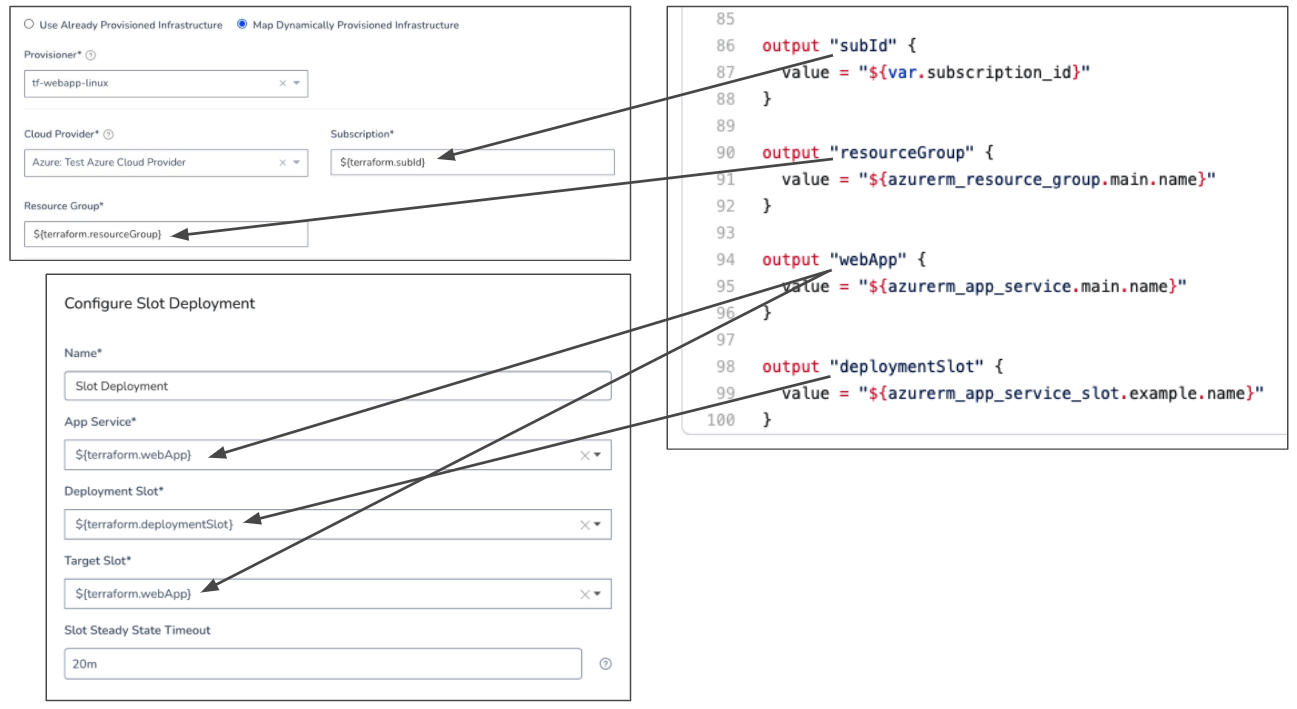 Use Already Provisioned Infrastructure Map Dynamically Provisioned Infrastructure
Provisioner*
tf-webapp-linux
Cloud Provider* Subscription*
Azure: Test Azure Cloud Provider ${terraform.subId}
Resource Group*
${terraform.resourceGroup}
Configure Slot Deployment
Name*
Slot Deployment
App Service*
${terraform.webApp}
Deployment Slot*
${terraform.deploymentSlot}
Target Slot*
${terraform.webApp}
Slot Steady State Timeout
20m
85
86 output "subId" {
87 value = "${var.subscription_id}"
88 }
89
90 output "resourceGroup" {
91 value = "${azurerm_resource_group.main.name}"
92 }
93
94 output "webApp" {
95 value = "${azurerm_app_service.main.name}"
96 }
97
98 output "deploymentSlot" {
99 value = "${azurerm_app_service_slot.example.name}"
100 }